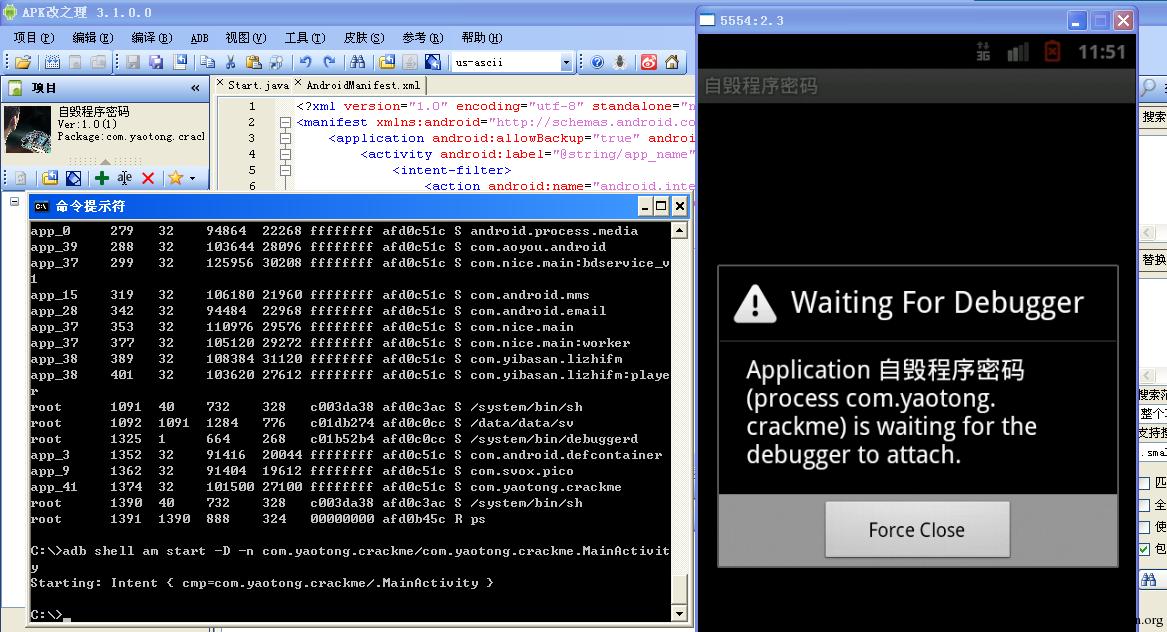 APK改之理 3.1.0.0
项目(P) 编辑(E) 编译(B) ADB 视图(V) 工具(T) 皮肤(S) 参考(R) 帮助(H)
us-ascii
项目 «
自毁程序密码
Ver:1.0(1)
Package:com.yaotong.cracl
Start.java AndroidManifest.xml
1 <?xml version="1.0" encoding="utf-8" standalone="n
2 <manifest xmlns:android="http://schemas.android.co
3 <application android:allowBackup="true" androi
4 <activity android:label="@string/app_name"
5 <intent-filter>
6 <action android:name="android.inte
命令提示符
app_0 279 32 94864 22268 ffffffff afd0c51c S android.process.media
app_39 288 32 103644 28096 ffffffff afd0c51c S com.aoyou.android
app_37 299 32 125956 30208 ffffffff afd0c51c S com.nice.main:bdservice_v
1
app_15 319 32 106180 21960 ffffffff afd0c51c S com.android.mms
app_28 342 32 94484 22968 ffffffff afd0c51c S com.android.email
app_37 353 32 110976 29576 ffffffff afd0c51c S com.nice.main
app_37 377 32 105120 29272 ffffffff afd0c51c S com.nice.main:worker
app_38 389 32 108384 31120 ffffffff afd0c51c S com.yibasan.lizhifm
app_38 401 32 103620 27612 ffffffff afd0c51c S com.yibasan.lizhifm:playe
r
root 1091 40 732 328 c003da38 afd0c3ac S /system/bin/sh
root 1092 1091 1284 776 c01db274 afd0c0cc S /data/data/sv
root 1325 1 664 268 c01b52b4 afd0c0cc S /system/bin/debuggerd
app_3 1352 32 91416 20044 ffffffff afd0c51c S com.android.defcontainer
app_9 1362 32 91404 19612 ffffffff afd0c51c S com.svox.pico
app_41 1374 32 101500 27100 ffffffff afd0c51c S com.yaotong.crackme
root 1390 40 732 328 c003da38 afd0c3ac S /system/bin/sh
root 1391 1390 888 324 00000000 afd0b45c R ps
C:\>adb shell am start -D -n com.yaotong.crackme/com.yaotong.crackme.MainActivit
y
Starting: Intent { cmp=com.yaotong.crackme/.MainActivity }
C:\>
5554:2.3
3G 11:51
自毁程序密码
Waiting For Debugger
Application 自毁程序密码
(process com.yaotong.
crackme) is waiting for the
debugger to attach.
Force Close
搜索
替换
搜索范
整个工
支持搜
.sma
匹
全
使
包
n.org